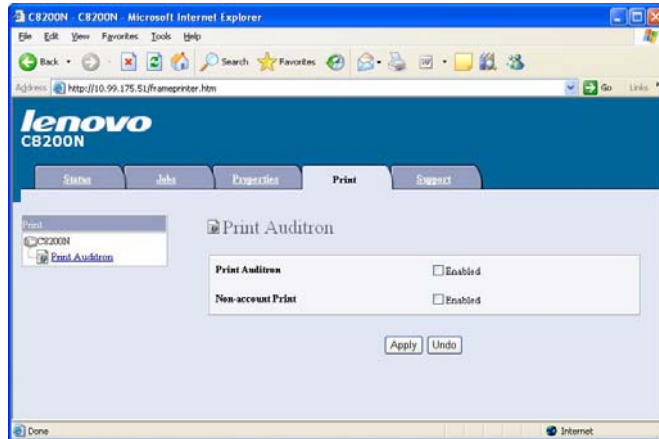 C8200N - C8200N - Microsoft Internet Explorer
File Edit View Favorites Tools Help
Back Search Favorites
Address http://10.99.175.51/frameprinter.htm Go Links
lenovo
C8200N
Status Jobs Properties Print Support
Print
C8200N
Print Auditron
Print Auditron
Print Auditron Enabled
Non-account Print Enabled
Apply Undo
Done Internet